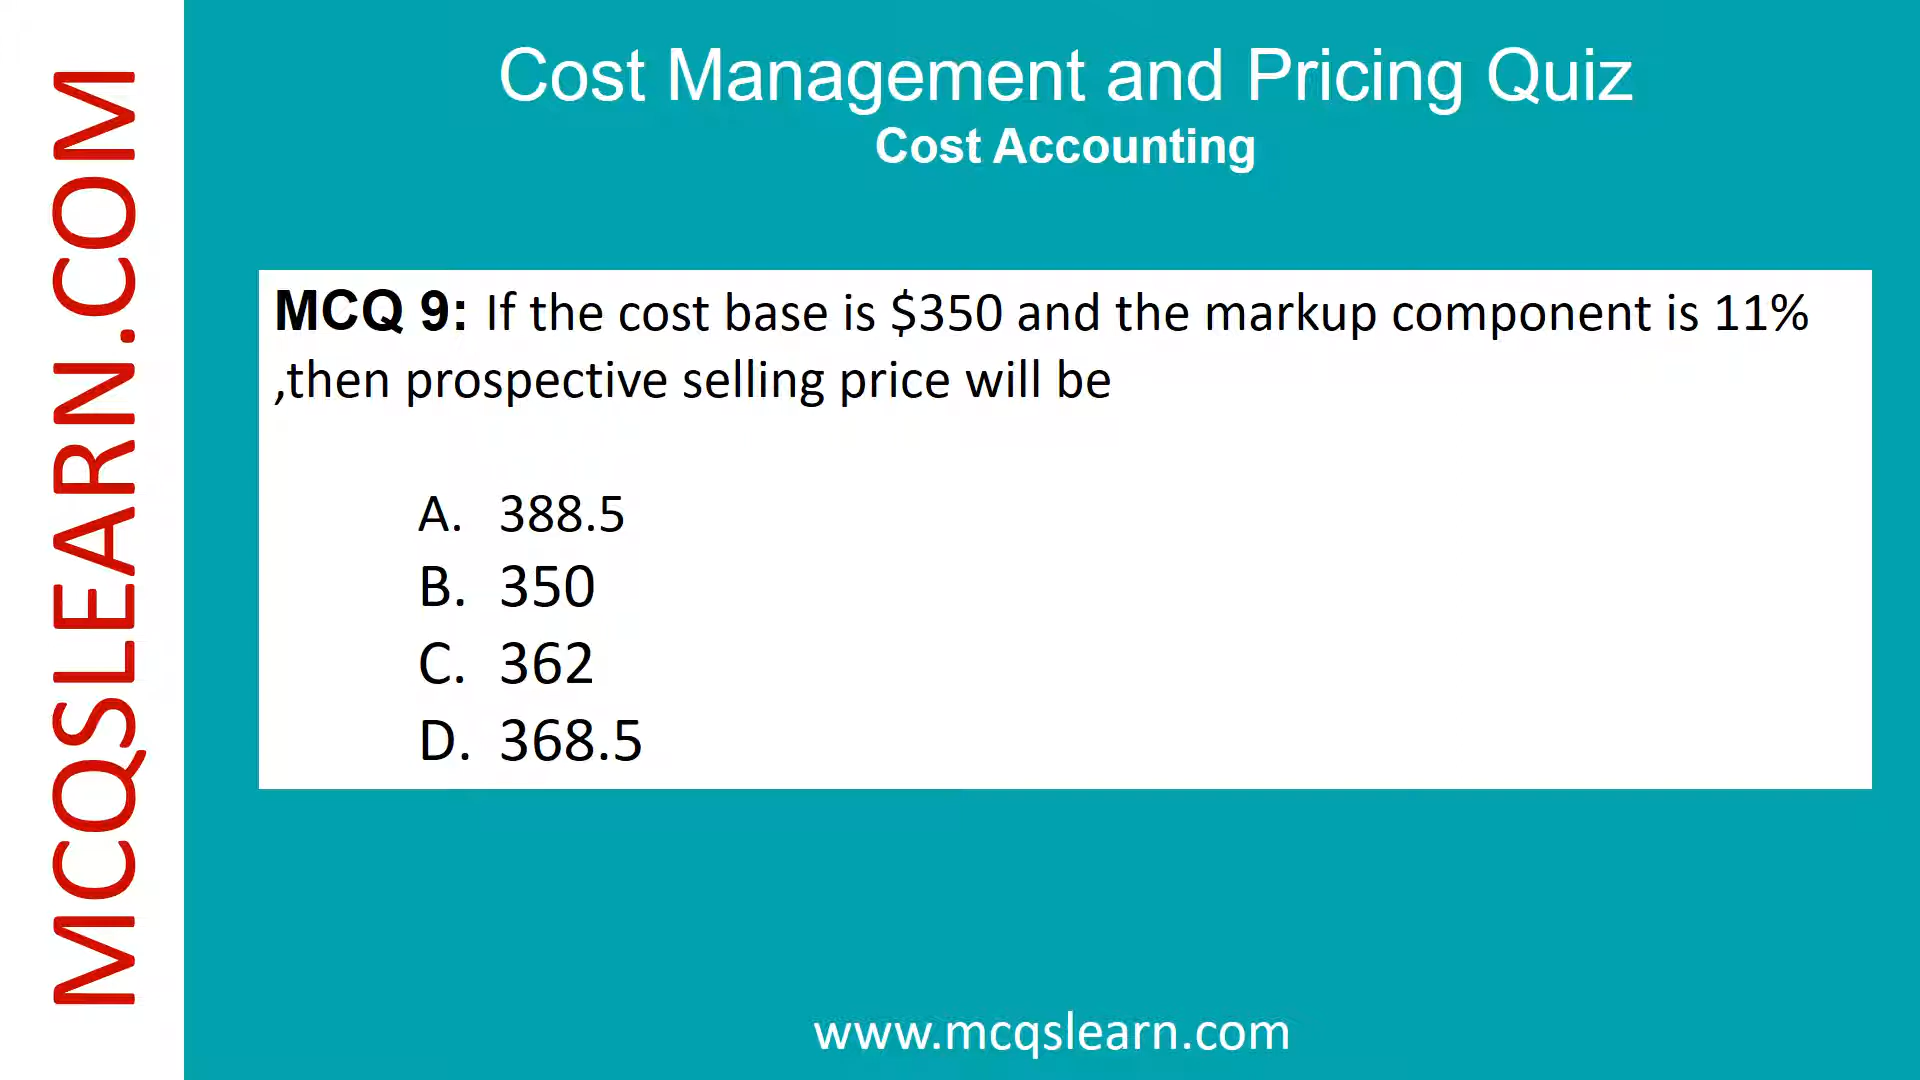 MCQSLEARN.COM
Cost Management and Pricing Quiz
Cost Accounting
MCQ 9: If the cost base is $350 and the markup component is 11%
,then prospective selling price will be
A. 388.5
B. 350
C. 362
D. 368.5
www.mcqslearn.com